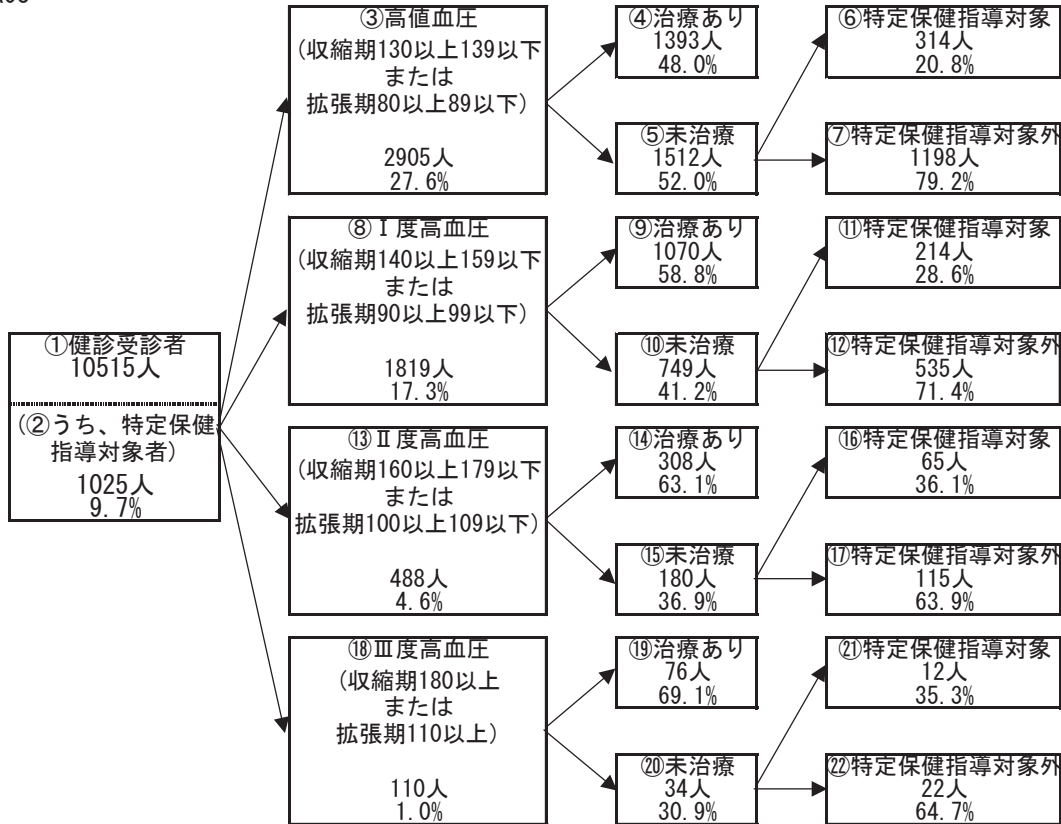 ①健診受診者
10515人
(②うち、特定保健
指導対象者)
1025人
9.7%
③高値血圧
(収縮期130以上139以下
または
拡張期80以上89以下)
2905人
27.6%
④治療あり
1393人
48.0%
⑤未治療
1512人
52.0%
⑥特定保健指導対象
314人
20.8%
⑦特定保健指導対象外
1198人
79.2%
⑧Ⅰ度高血圧
(収縮期140以上159以下
または
拡張期90以上99以下)
1819人
17.3%
⑨治療あり
1070人
58.8%
⑩未治療
749人
41.2%
⑪特定保健指導対象
214人
28.6%
⑫特定保健指導対象外
535人
71.4%
⑬Ⅱ度高血圧
(収縮期160以上179以下
または
拡張期100以上109以下)
488人
4.6%
⑭治療あり
308人
63.1%
⑮未治療
180人
36.9%
⑯特定保健指導対象
65人
36.1%
⑰特定保健指導対象外
115人
63.9%
⑱Ⅲ度高血圧
(収縮期180以上
または
拡張期110以上)
110人
1.0%
⑲治療あり
76人
69.1%
⑳未治療
34人
30.9%
㉑特定保健指導対象
12人
35.3%
㉒特定保健指導対象外
22人
64.7%